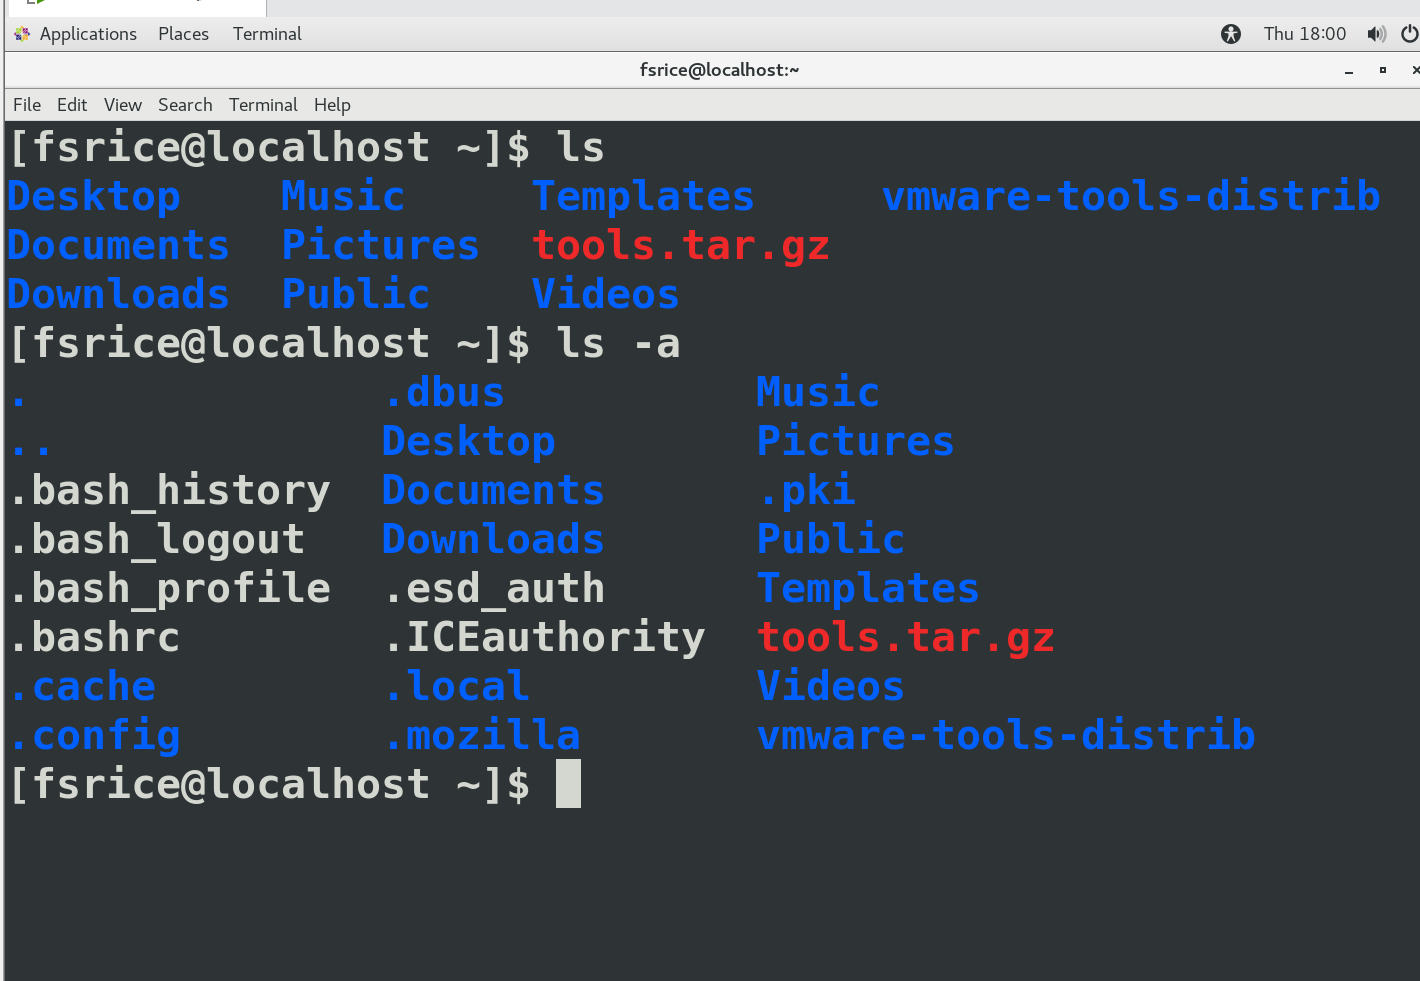 Applications Places Terminal Thu 18:00
fsrice@localhost:~
File Edit View Search Terminal Help
[fsrice@localhost ~]$ ls
Desktop Music Templates vmware-tools-distrib
Documents Pictures tools.tar.gz
Downloads Public Videos
[fsrice@localhost ~]$ ls -a
. .dbus Music
.. Desktop Pictures
.bash_history Documents .pki
.bash_logout Downloads Public
.bash_profile .esd_auth Templates
.bashrc .ICEauthority tools.tar.gz
.cache .local Videos
.config .mozilla vmware-tools-distrib
[fsrice@localhost ~]$